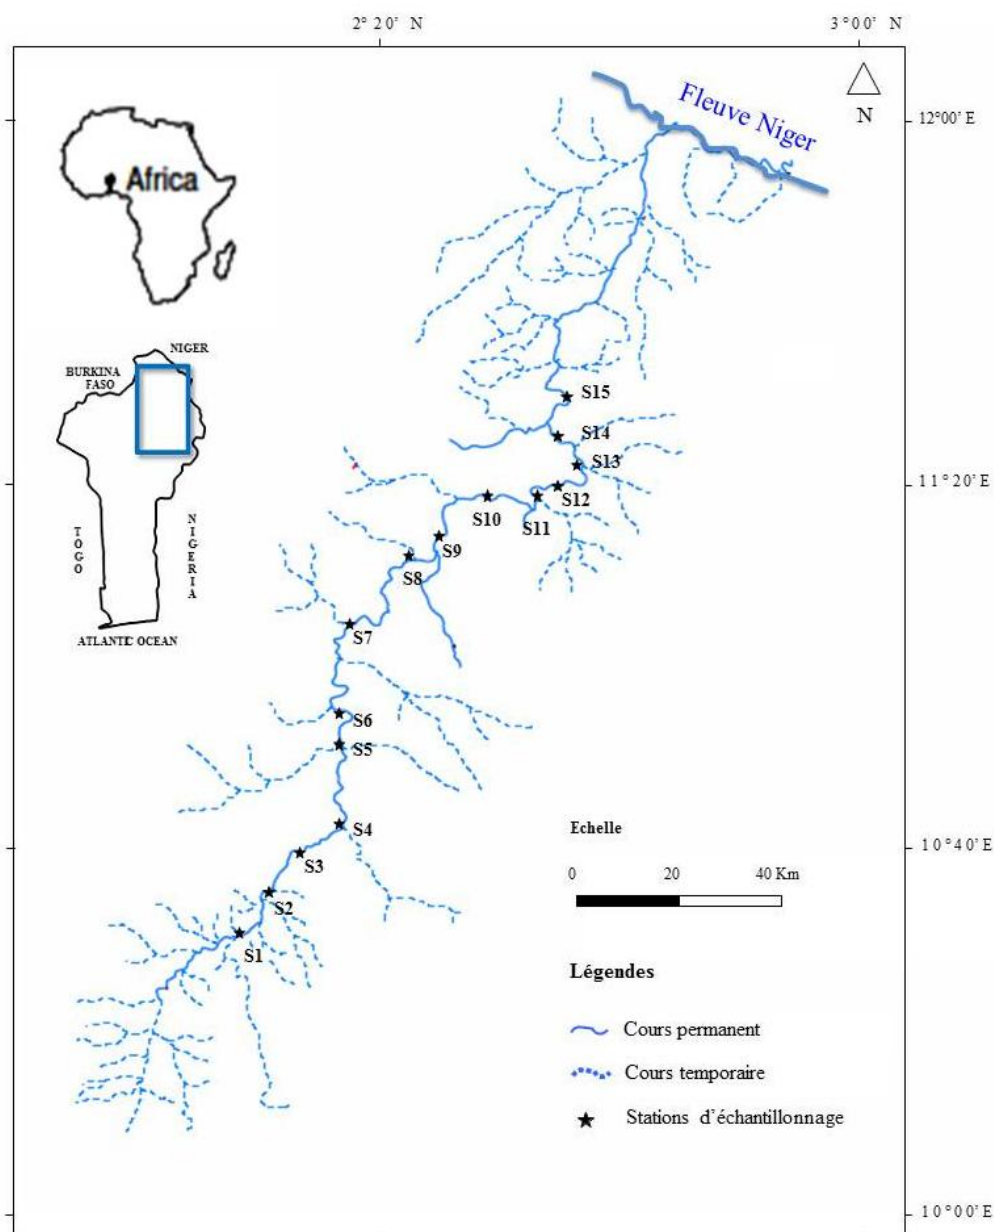 2° 20' N
3° 00' N
Fleuve Niger
N
12°00' E
Africa
NIGER
BURKINA
FASO
TOGO
NIGERIA
ATLANTIC OCEAN
S15
S14
S13
11°20' E
S12
S10
S11
S9
S8
S7
S6
S5
S4
S3
S2
S1
Echelle
10°40' E
0 20 40 Km
Légendes
Cours permanent
Cours temporaire
Stations d'échantillonnage
10°00' E